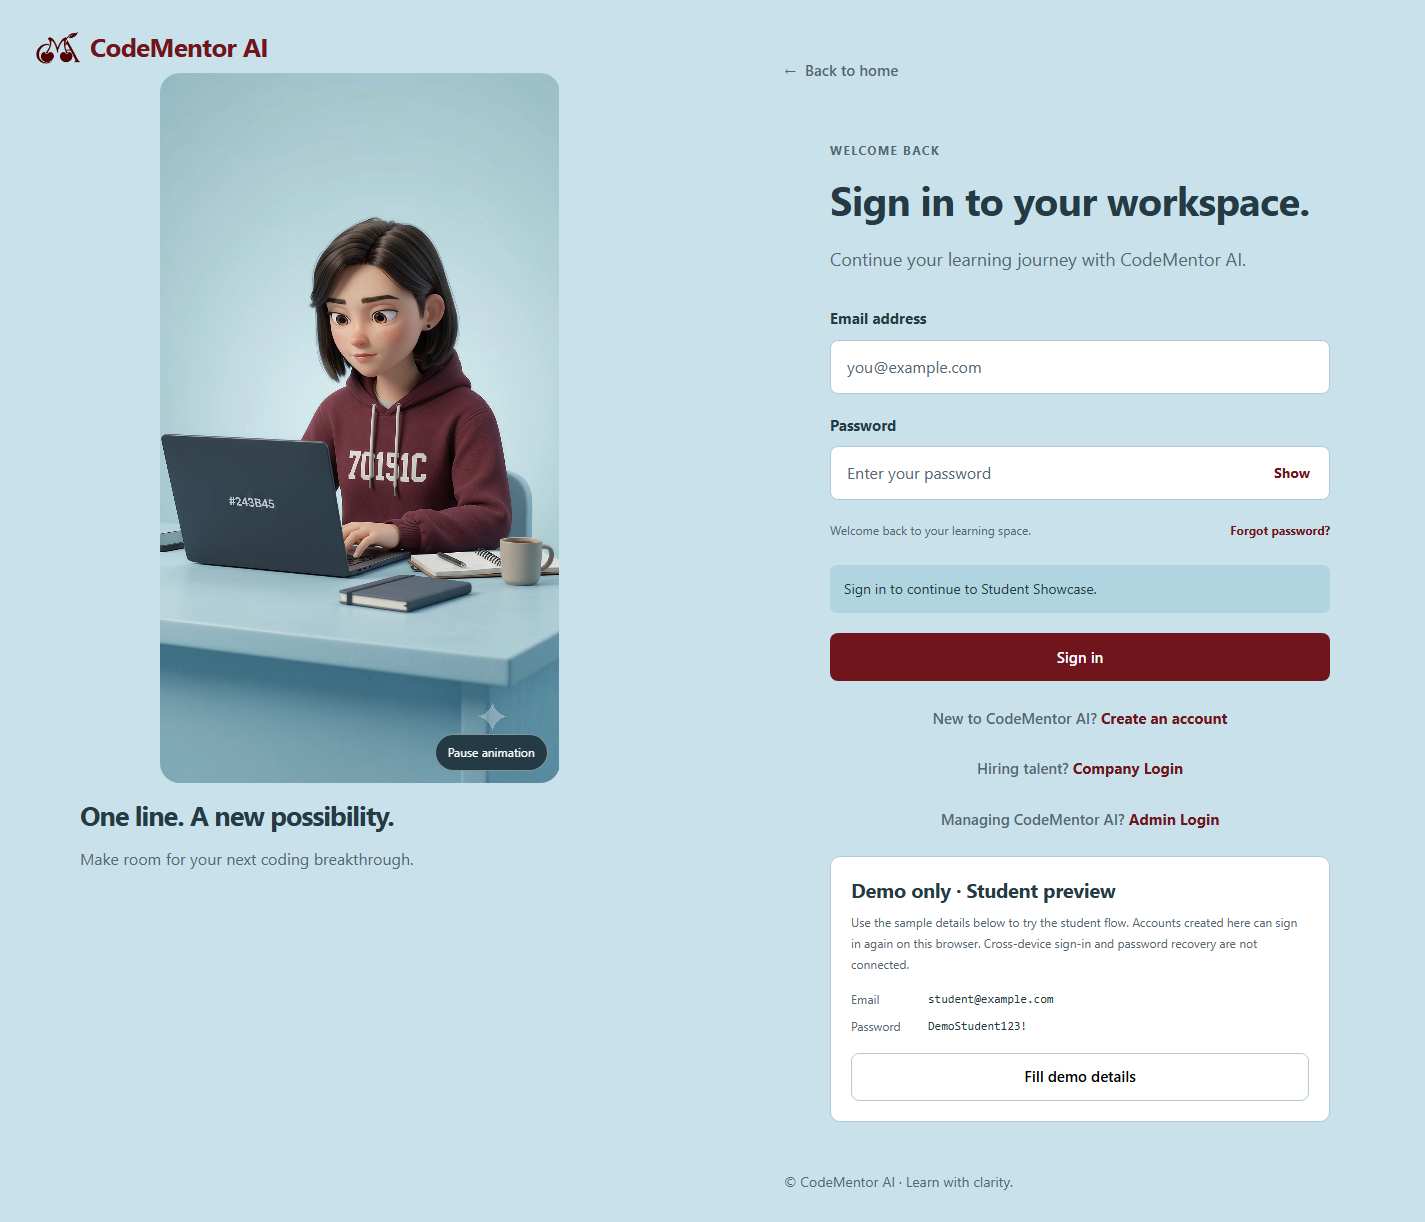 CodeMentor AI
70151C
#243B45
Pause animation
One line. A new possibility.
Make room for your next coding breakthrough.
← Back to home
WELCOME BACK
Sign in to your workspace.
Continue your learning journey with CodeMentor AI.
Email address
you@example.com
Password
Enter your password
Show
Welcome back to your learning space.
Forgot password?
Sign in to continue to Student Showcase.
Sign in
New to CodeMentor AI? Create an account
Hiring talent? Company Login
Managing CodeMentor AI? Admin Login
Demo only · Student preview
Use the sample details below to try the student flow. Accounts created here can sign
in again on this browser. Cross-device sign-in and password recovery are not
connected.
Email student@example.com
Password DemoStudent123!
Fill demo details
© CodeMentor AI · Learn with clarity.